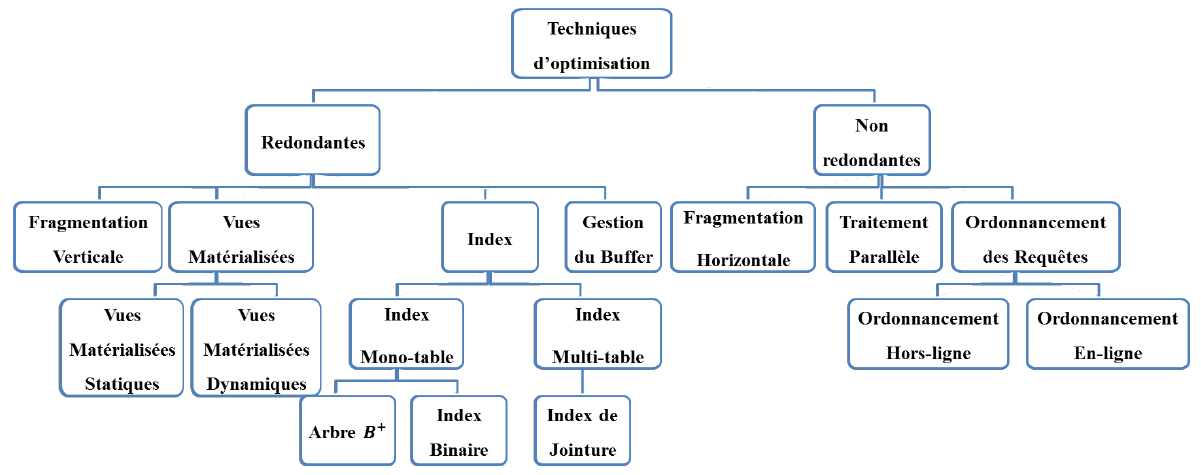 Techniques
d'optimisation
Redondantes
Non
redondantes
Fragmentation
Verticale
Vues
Matérialisées
Index
Gestion
du Buffer
Fragmentation
Horizontale
Traitement
Parallèle
Ordonnancement
des Requêtes
Vues
Matérialisées
Statiques
Vues
Matérialisées
Dynamiques
Index
Mono-table
Index
Multi-table
Ordonnancement
Hors-ligne
Ordonnancement
En-ligne
Arbre B⁺
Index
Binaire
Index de
Jointure